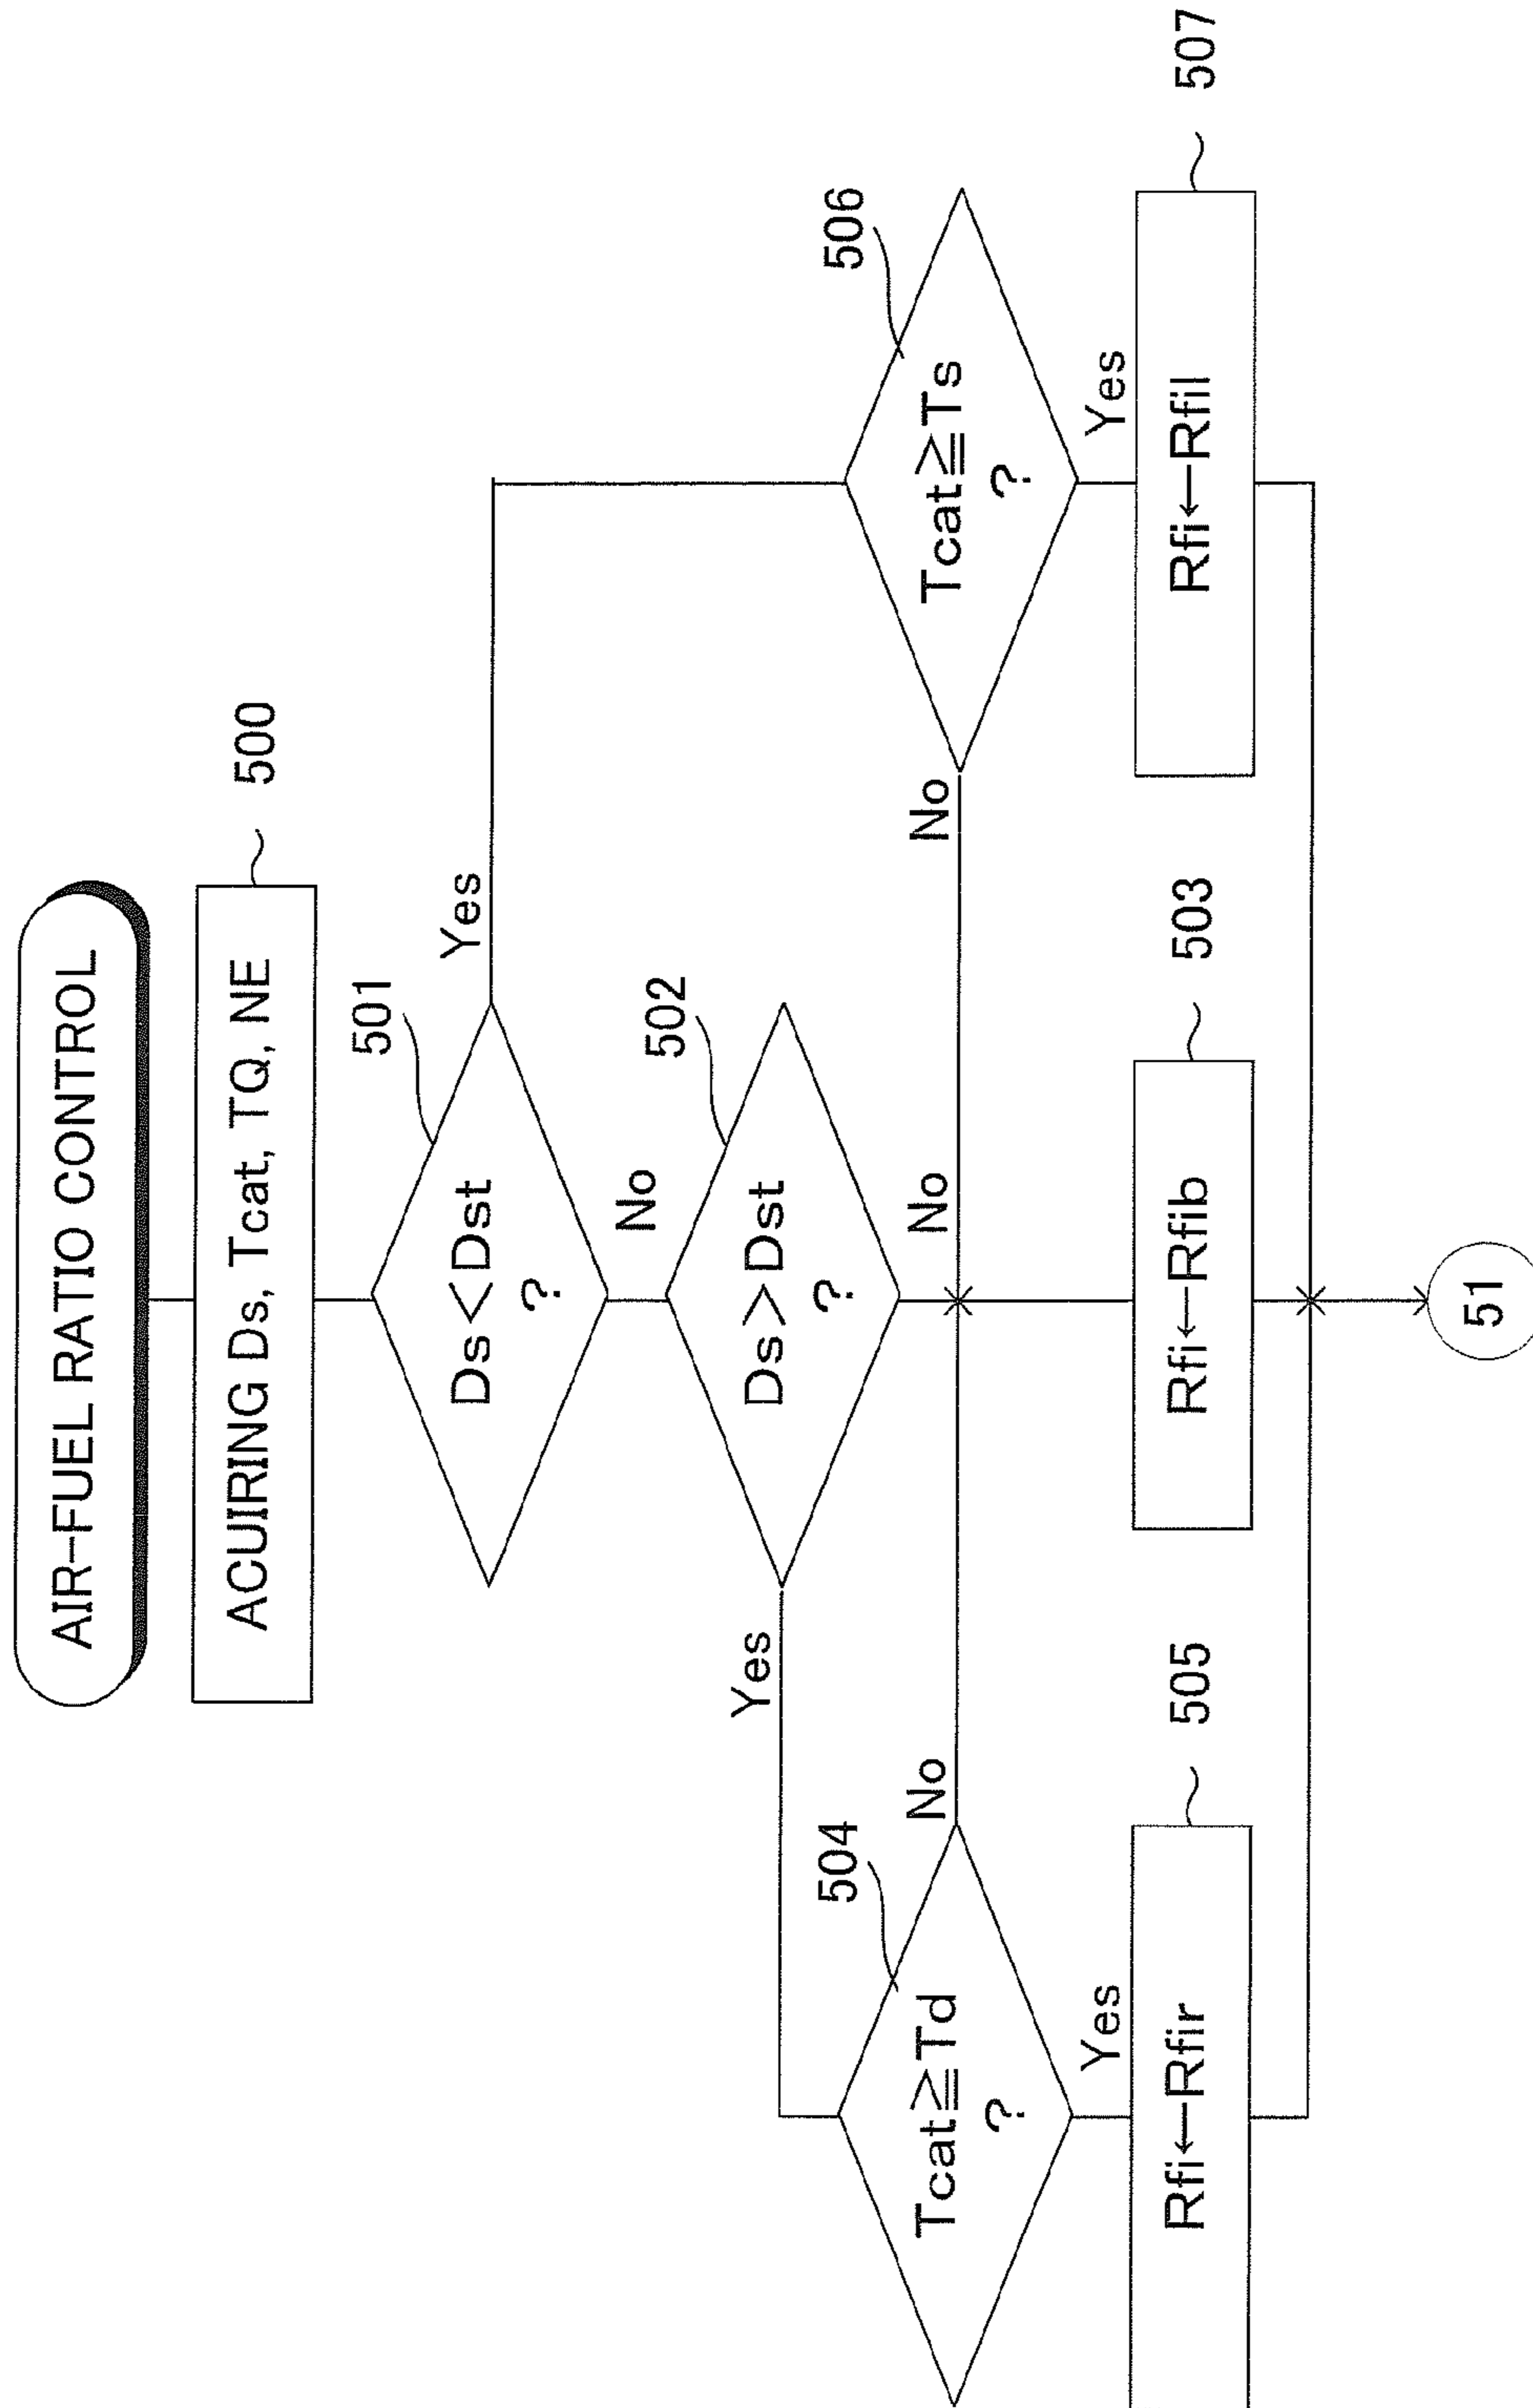 AIR-FUEL RATIO CONTROL
ACUIRING Ds, Tcat, TQ, NE
500
501
Ds<Dst
?
Yes
No
502
Ds>Dst
?
Yes
No
504
Tcat≧Td
?
No
Yes
506
Tcat≧Ts
?
No
Yes
Rfi←Rfir
505
Rfi←Rfib
503
Rfi←Rfil
507
51